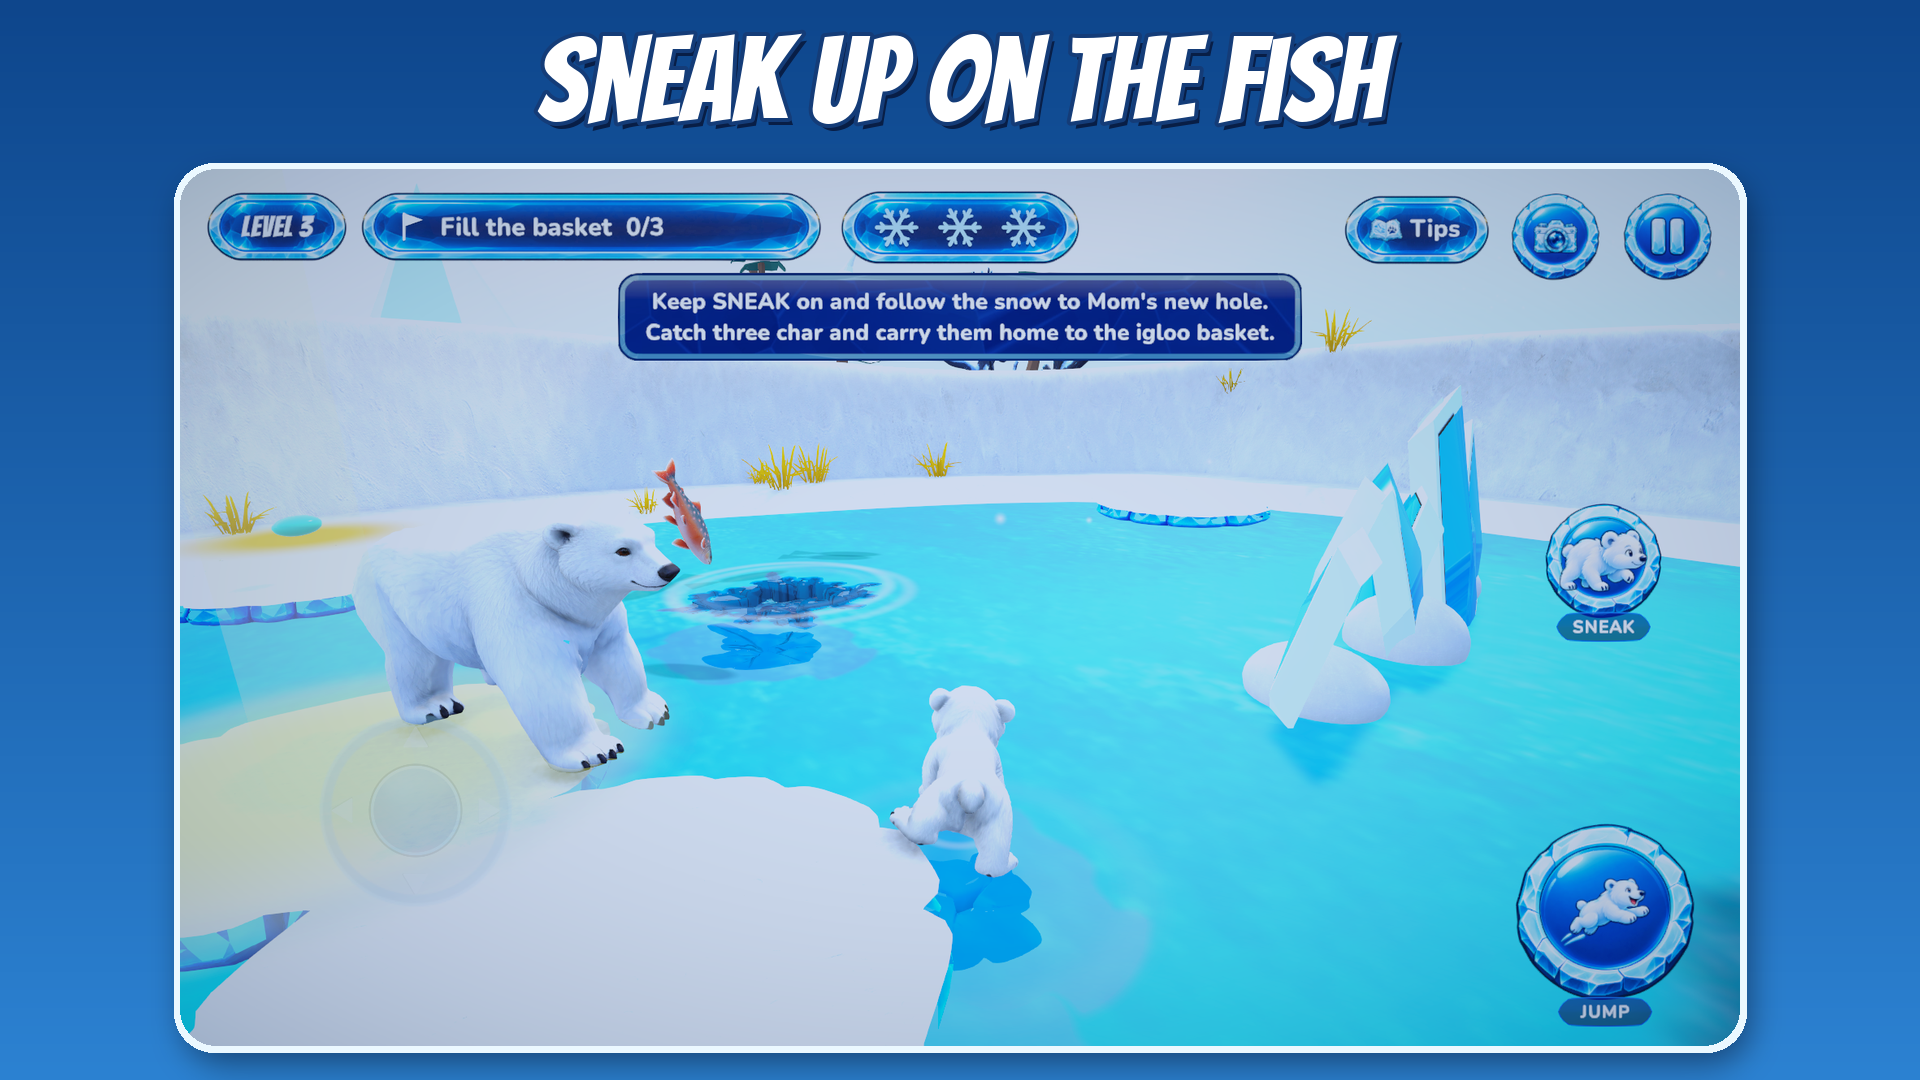 SNEAK UP ON THE FISH
LEVEL 3
Fill the basket 0/3
Tips
Keep SNEAK on and follow the snow to Mom's new hole.
Catch three char and carry them home to the igloo basket.
SNEAK
JUMP